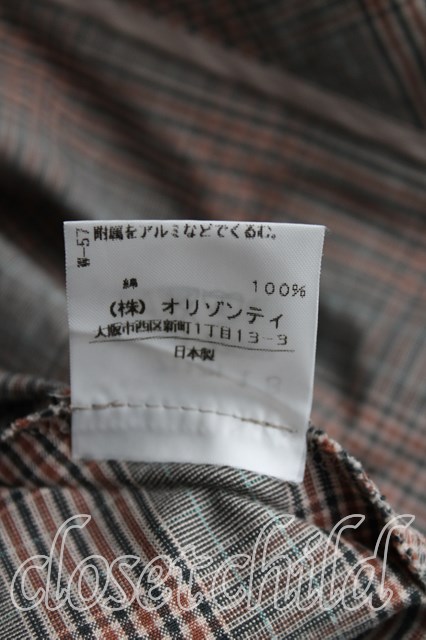 附属をアルミなどでくるむ。
綿 100%
(株)オリゾンティ
大阪市西区新町1丁目13-3
日本製
closetchild